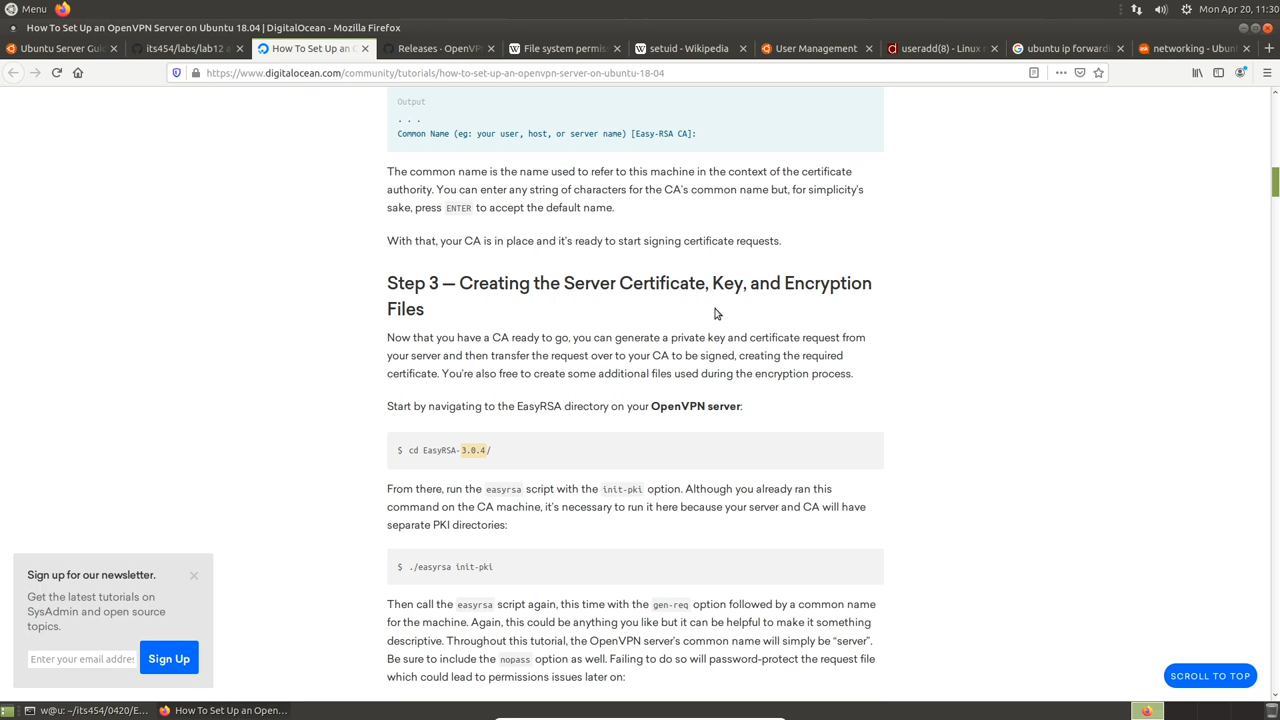 Menu
Mon Apr 20, 11:30
How To Set Up an OpenVPN Server on Ubuntu 18.04 | DigitalOcean - Mozilla Firefox
Ubuntu Server Gui
its454/labs/lab12 a
How To Set Up an O
Releases · OpenVP
File system permis
setuid - Wikipedia
User Management
useradd(8) - Linux m
ubuntu ip forwardi
networking - Ubunt
https://www.digitalocean.com/community/tutorials/how-to-set-up-an-openvpn-server-on-ubuntu-18-04
Output
. . .
Common Name (eg: your user, host, or server name) [Easy-RSA CA]:
The common name is the name used to refer to this machine in the context of the certificate
authority. You can enter any string of characters for the CA's common name but, for simplicity's
sake, press ENTER to accept the default name.
With that, your CA is in place and it's ready to start signing certificate requests.
Step 3 — Creating the Server Certificate, Key, and Encryption
Files
Now that you have a CA ready to go, you can generate a private key and certificate request from
your server and then transfer the request over to your CA to be signed, creating the required
certificate. You're also free to create some additional files used during the encryption process.
Start by navigating to the EasyRSA directory on your OpenVPN server:
$ cd EasyRSA-3.0.4/
From there, run the easyrsa script with the init-pki option. Although you already ran this
command on the CA machine, it's necessary to run it here because your server and CA will have
separate PKI directories:
$ ./easyrsa init-pki
Then call the easyrsa script again, this time with the gen-req option followed by a common name
for the machine. Again, this could be anything you like but it can be helpful to make it something
descriptive. Throughout this tutorial, the OpenVPN server's common name will simply be “server”.
Be sure to include the nopass option as well. Failing to do so will password-protect the request file
which could lead to permissions issues later on:
Sign up for our newsletter.
Get the latest tutorials on
SysAdmin and open source
topics.
Enter your email addres
Sign Up
SCROLL TO TOP
w@u: ~/its454/0420/E...
How To Set Up an Open...